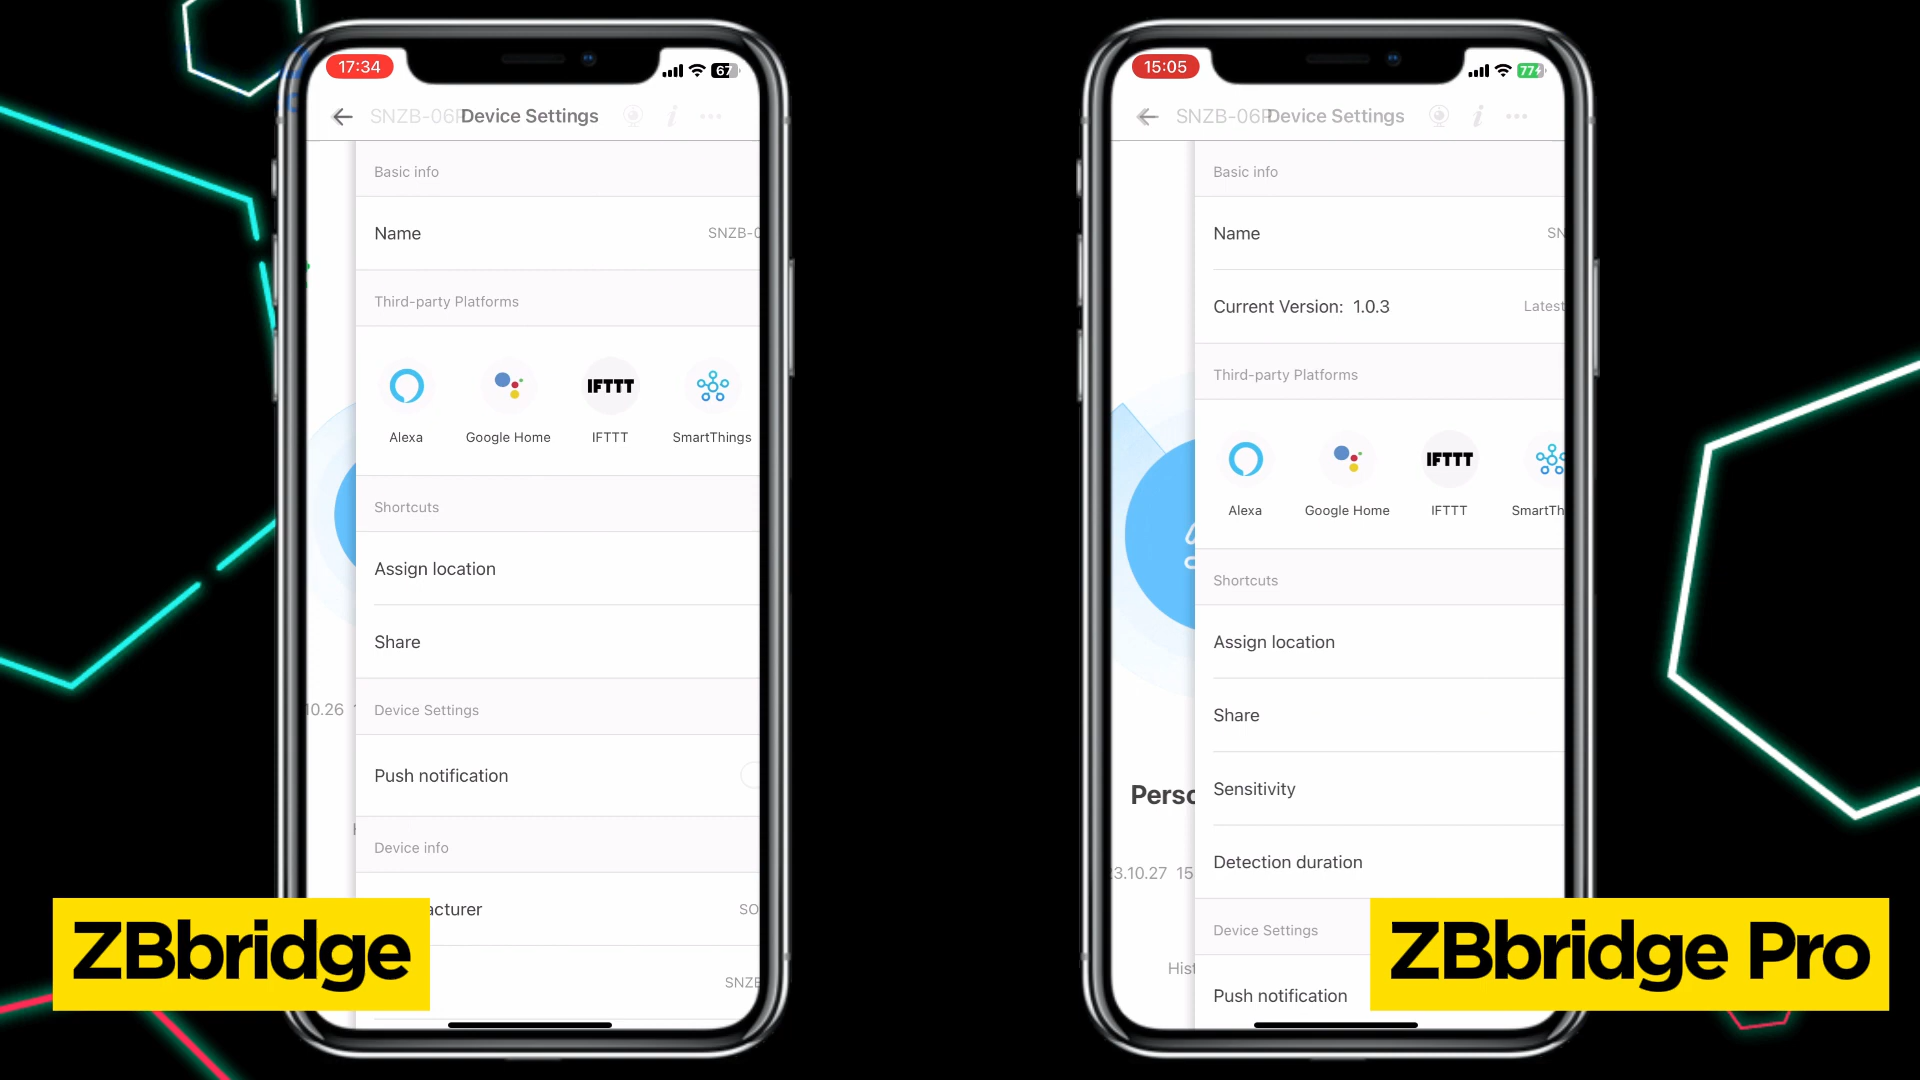 17:34
67
SNZB-06P
Device Settings
Basic info
Name
SNZB-0
Third-party Platforms
Alexa
Google Home
IFTTT
IFTTT
SmartThings
Shortcuts
Assign location
Share
10.26
Device Settings
Push notification
Device info
acturer
SO
SNZB
ZBbridge
15:05
77
SNZB-06P
Device Settings
Basic info
Name
SN
Current Version: 1.0.3
Latest
Third-party Platforms
Alexa
Google Home
IFTTT
IFTTT
SmartTh
Shortcuts
Assign location
Share
Sensitivity
Perso
Detection duration
3.10.27 15
Device Settings
Hist
Push notification
ZBbridge Pro